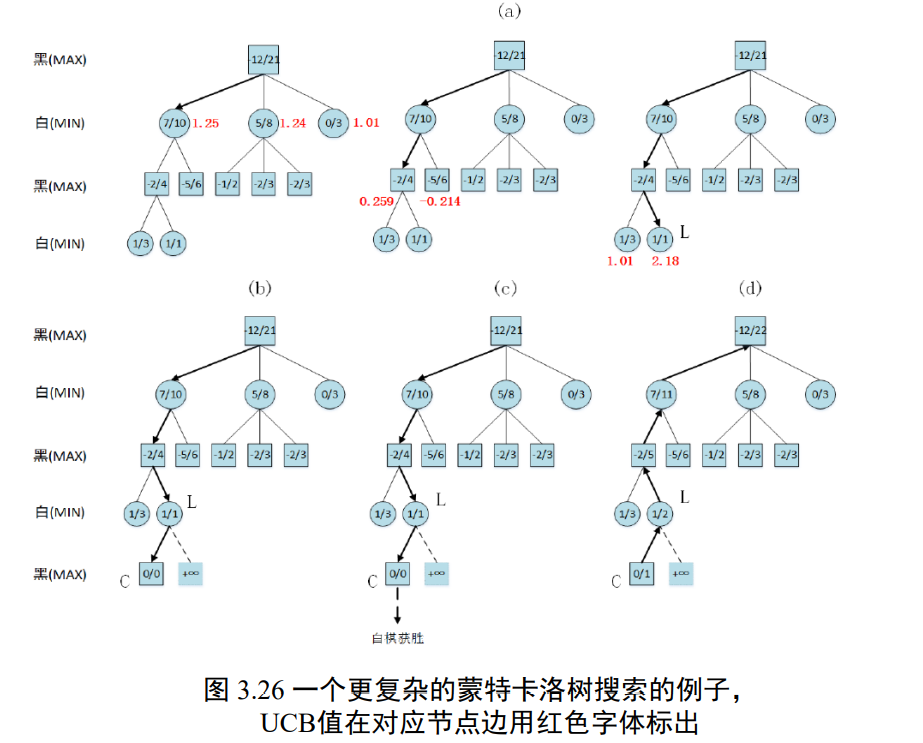 (a)
黑(MAX) -12/21 -12/21 -12/21
白(MIN) 7/10 1.25 5/8 1.24 0/3 1.01 7/10 5/8 0/3 7/10 5/8 0/3
黑(MAX) -2/4 -5/6 -1/2 -2/3 -2/3 -2/4 5/6 -1/2 -2/3 -2/3 -2/4 -5/6 -1/2 -2/3 -2/3
0.259 -0.214
白(MIN) 1/3 1/1 1/3 1/1 1/3 1/1 L
1.01 2.18
(b) (c) (d)
黑(MAX) -12/21 -12/21 -12/22
白(MIN) 7/10 5/8 0/3 7/10 5/8 0/3 7/11 5/8 0/3
黑(MAX) -2/4 -5/6 -1/2 -2/3 -2/3 -2/4 -5/6 -1/2 -2/3 -2/3 -2/5 -5/6 -1/2 -2/3 -2/3
白(MIN) 1/3 1/1 L 1/3 1/1 L 1/3 1/2 L
黑(MAX) C 0/0 +∞ C 0/0 +∞ C 0/1 +∞
白棋获胜
图 3.26 一个更复杂的蒙特卡洛树搜索的例子，
UCB值在对应节点边用红色字体标出